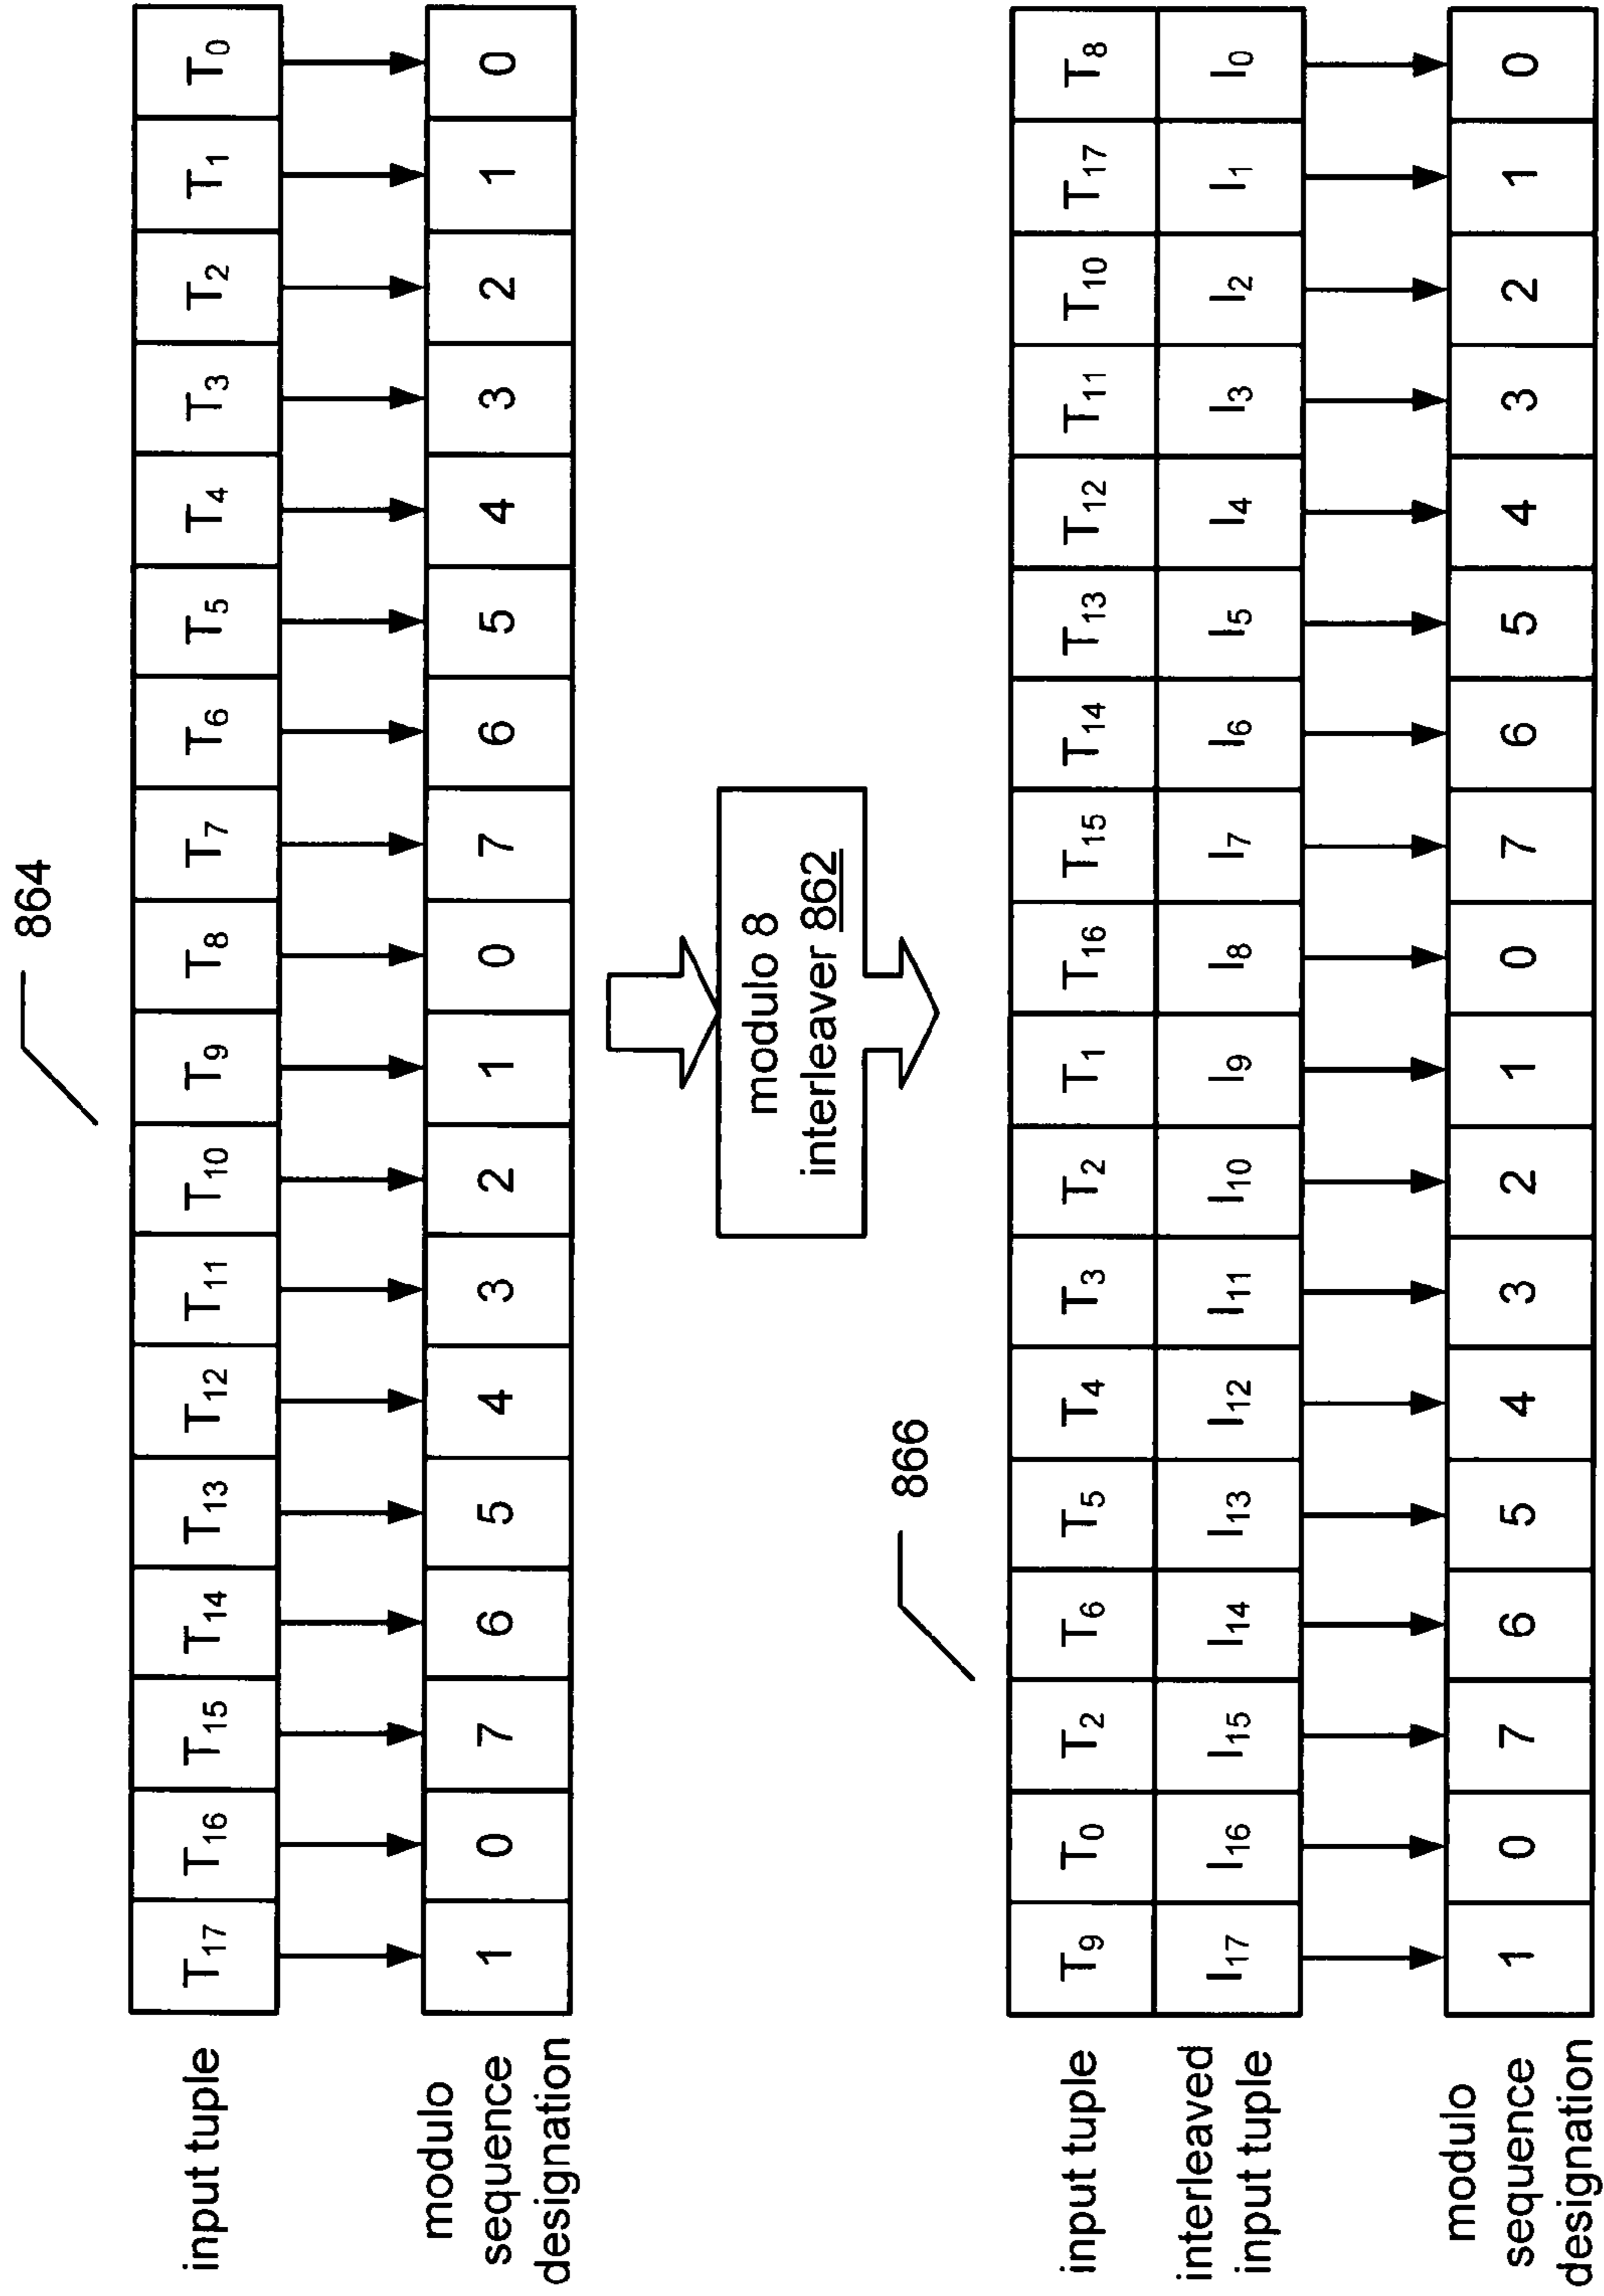 864
input tuple
T17 T16 T15 T14 T13 T12 T11 T10 T9 T8 T7 T6 T5 T4 T3 T2 T1 T0
modulo
sequence
designation
1 0 7 6 5 4 3 2 1 0 7 6 5 4 3 2 1 0
modulo 8
interleaver 862
866
input tuple
T9 T0 T2 T6 T5 T4 T3 T2 T1 T16 T15 T14 T13 T12 T11 T10 T17 T8
interleaved
input tuple
I17 I16 I15 I14 I13 I12 I11 I10 I9 I8 I7 I6 I5 I4 I3 I2 I1 I0
modulo
sequence
designation
1 0 7 6 5 4 3 2 1 0 7 6 5 4 3 2 1 0